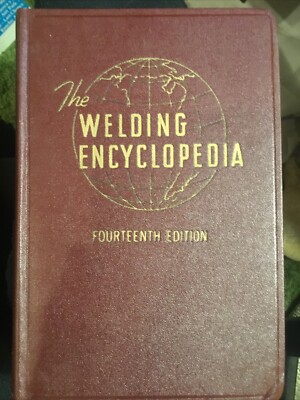 The
WELDING
ENCYCLOPEDIA
FOURTEENTH EDITION